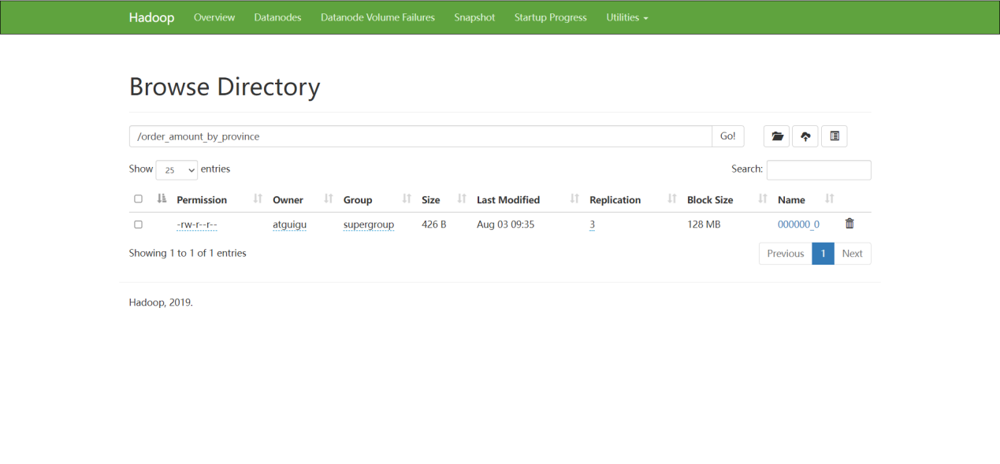 Hadoop Overview Datanodes Datanode Volume Failures Snapshot Startup Progress Utilities
Browse Directory
/order_amount_by_province Go!
Show 25 entries Search:
Permission Owner Group Size Last Modified Replication Block Size Name
-rw-r--r-- atguigu supergroup 426 B Aug 03 09:35 3 128 MB 000000_0
Showing 1 to 1 of 1 entries Previous 1 Next
Hadoop, 2019.